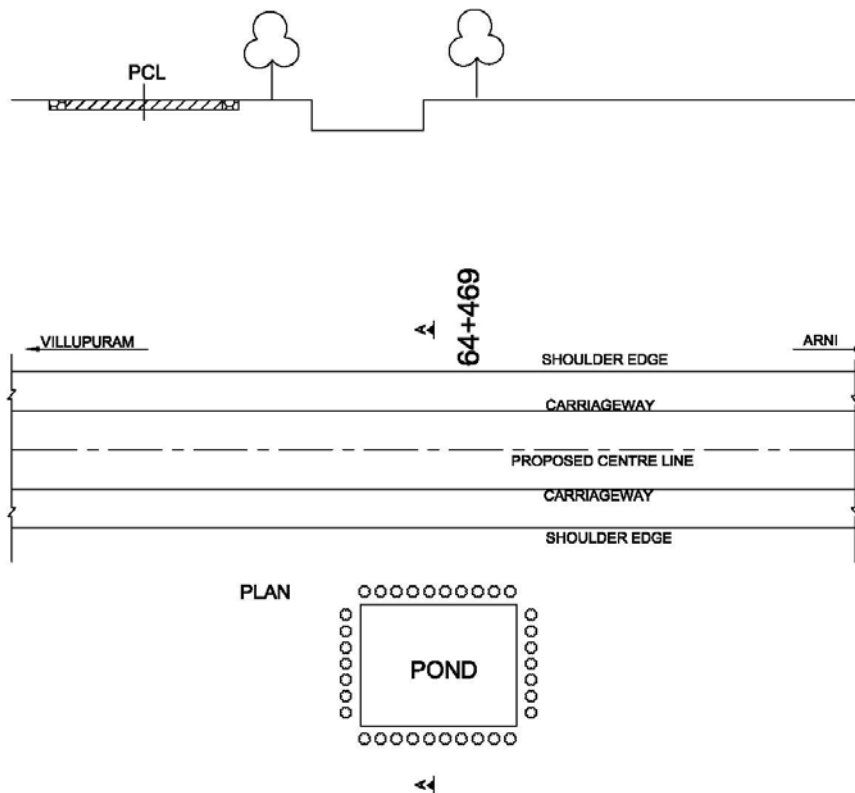 PCL
A
64+469
VILLUPURAM
ARNI
SHOULDER EDGE
CARRIAGEWAY
PROPOSED CENTRE LINE
CARRIAGEWAY
SHOULDER EDGE
PLAN
POND
A